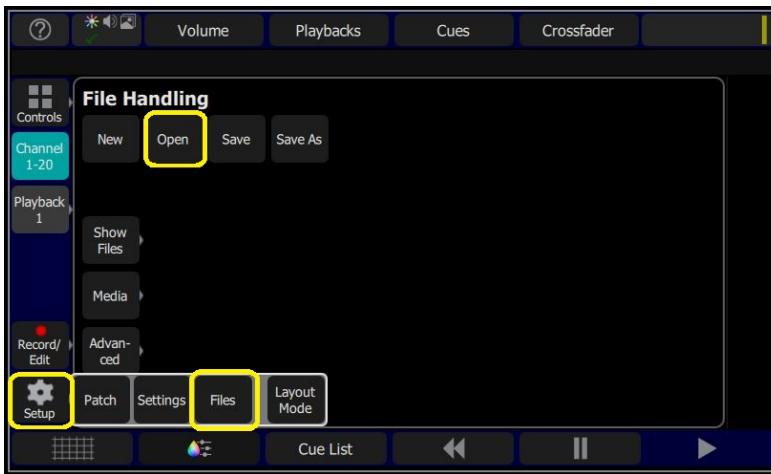 ?
Volume
Playbacks
Cues
Crossfader
Controls
Channel
1-20
Playback
1
File Handling
New
Open
Save
Save As
Show
Files
Media
Advan-
ced
Record/
Edit
Setup
Patch
Settings
Files
Layout
Mode
Cue List